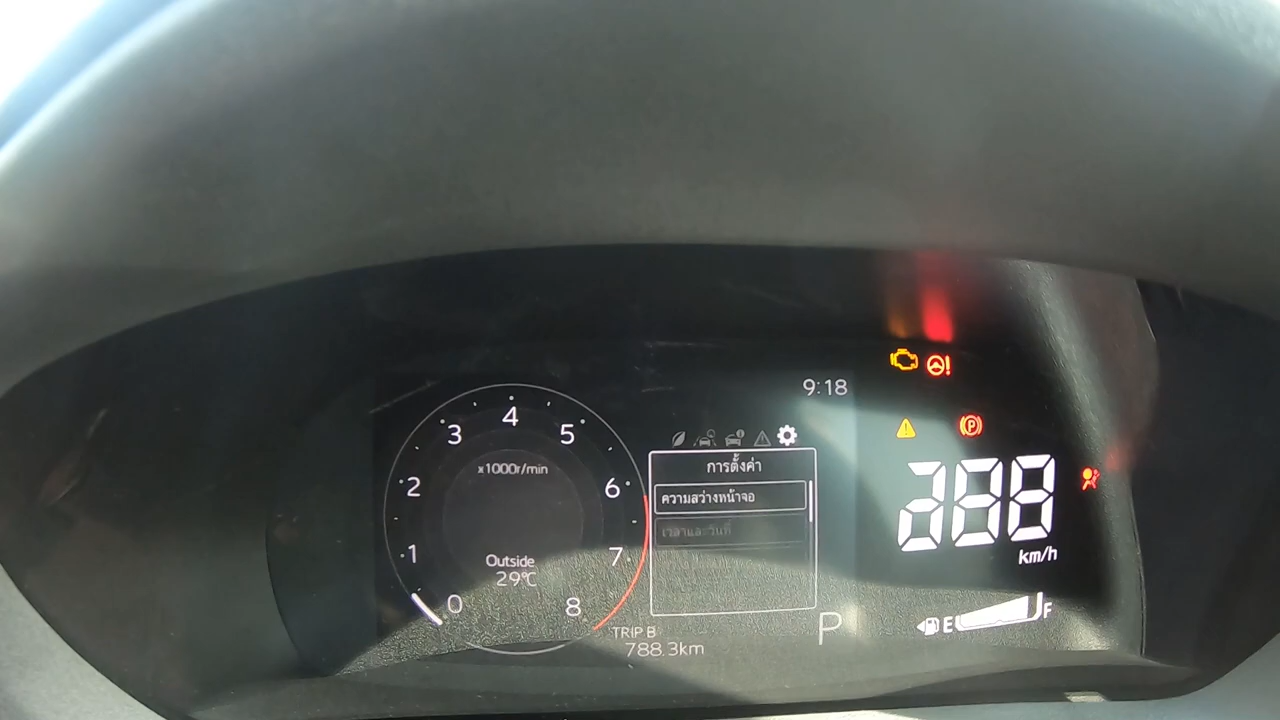 9:18
4
3
5
x1000r/min
2
6
1
7
Outside
29°C
0
8
การตั้งค่า
ความสว่างหน้าจอ
เวลาและวันที่
TRIP B
788.3km
P
!
P
288
km/h
E
F